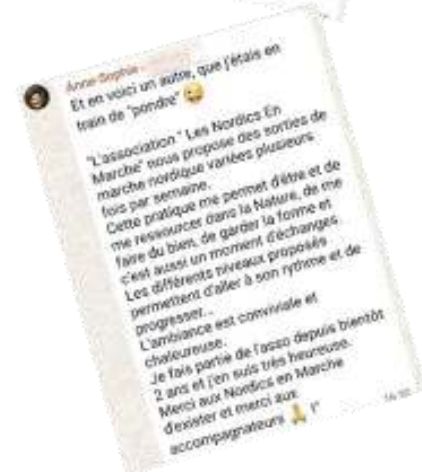 Anne-Sophie
Et en voici un autre, que j'étais en
train de "pondre" 😜
"L'association " Les Nordics En
Marche" nous propose des sorties de
marche nordique variées plusieurs
fois par semaine.
Cette pratique me permet d'être et de
me ressourcer dans la Nature, de me
faire du bien, de garder la forme et
c'est aussi un moment d'échanges.
Les différents niveaux proposés
permettent d'aller à son rythme et de
progresser...
L'ambiance est conviviale et
chaleureuse.
Je fais partie de l'asso depuis bientôt
2 ans et j'en suis très heureuse.
Merci aux Nordics en Marche
d'exister et merci aux
accompagnateurs 🙏 !"